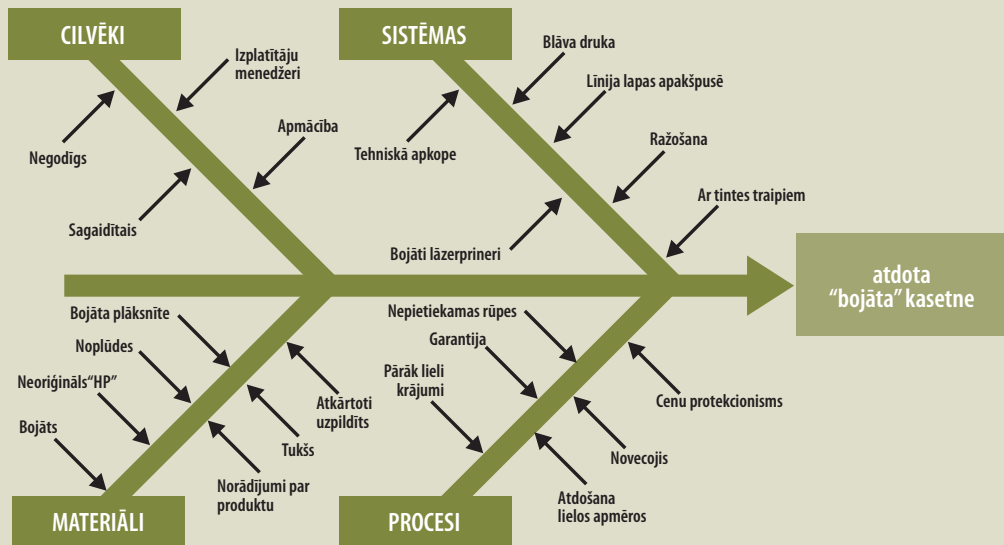 CILVĒKI
Izplatītāju
menedžeri
Negodīgs
Apmācība
Sagaidītais
SISTĒMAS
Blāva druka
Līnija lapas apakšpusē
Tehniskā apkope
Ražošana
Ar tintes traipiem
Bojāti lāzerprineri
atdota
“bojāta” kasetne
Bojāta plāksnīte
Noplūdes
Neoriģināls“HP”
Bojāts
Atkārtoti
uzpildīts
Tukšs
Norādījumi par
produktu
MATERIĀLI
Nepietiekamas rūpes
Garantija
Pārāk lieli
krājumi
Cenu protekcionisms
Novecojis
Atdošana
lielos apmēros
PROCESI